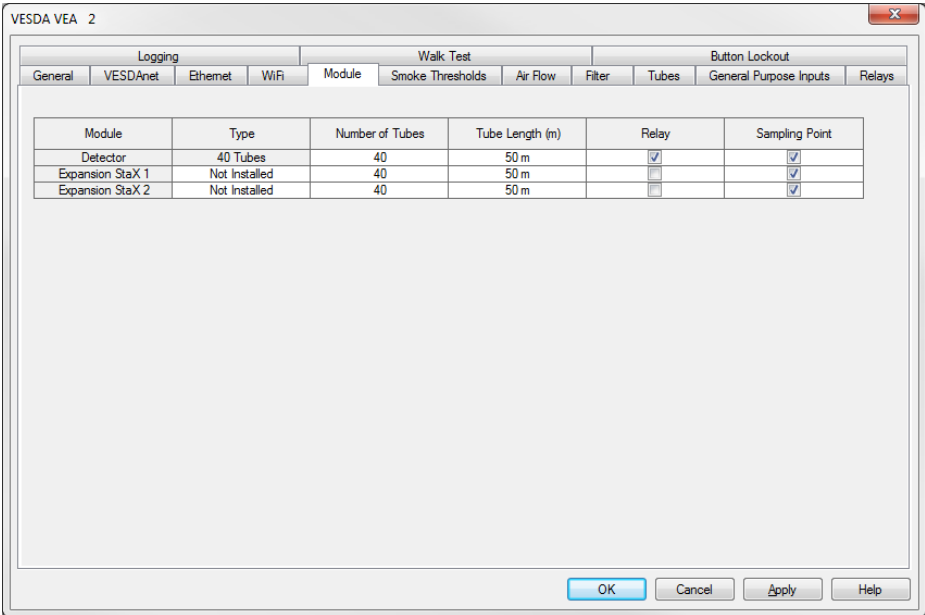 VESDA VEA 2
Logging Walk Test Button Lockout
General VESDAnet Ethernet WiFi Module Smoke Thresholds Air Flow Filter Tubes General Purpose Inputs Relays
Module Type Number of Tubes Tube Length (m) Relay Sampling Point
Detector 40 Tubes 40 50 m
Expansion StaX 1 Not Installed 40 50 m
Expansion StaX 2 Not Installed 40 50 m
OK Cancel Apply Help